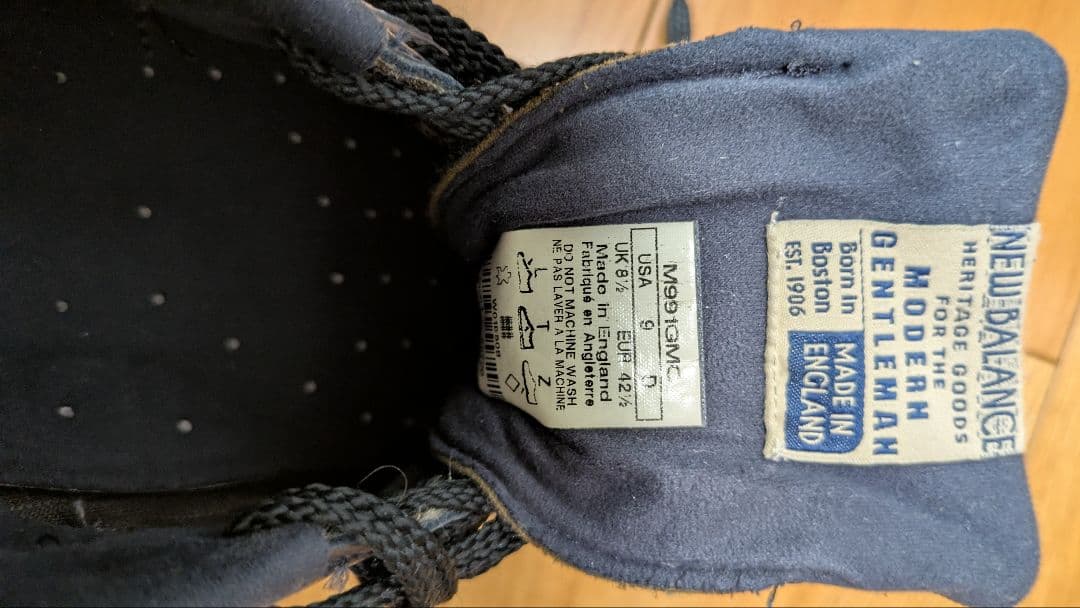 NEW BALANCE
HERITAGE GOODS
FOR THE
MODERN
GENTLEMAN
Born In
Boston
EST. 1906
MADE IN
ENGLAND
M991GMC
USA 9 D
UK 8½ EUR 42½
Made in England
Fabriqué en Angleterre
DO NOT MACHINE WASH
NE PAS LAVER A LA MACHINE
L T Z